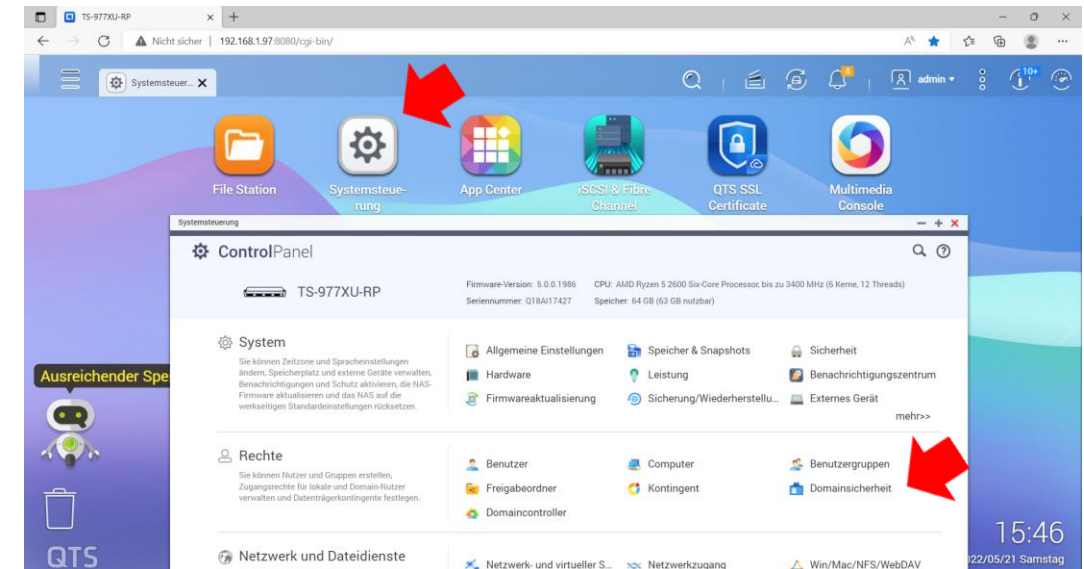 TS-977XU-RP
Nicht sicher | 192.168.1.97:8080/cgi-bin/
Systemsteuer...
4
admin
10+
File Station
Systemsteue-
rung
App Center
iSCSI & Fibre
Channel
QTS SSL
Certificate
Multimedia
Console
Systemsteuerung
ControlPanel
TS-977XU-RP
Firmware-Version: 5.0.0.1986 CPU: AMD Ryzen 5 2600 Six-Core Processor, bis zu 3400 MHz (6 Kerne, 12 Threads)
Seriennummer: Q18AI17427 Speicher: 64 GB (63 GB nutzbar)
System
Sie können Zeitzone und Spracheinstellungen
ändern, Speicherplatz und externe Geräte verwalten,
Benachrichtigungen und Schutz aktivieren, die NAS-
Firmware aktualisieren und das NAS auf die
werkseitigen Standardeinstellungen rücksetzen.
Allgemeine Einstellungen
Speicher & Snapshots
Sicherheit
Hardware
Leistung
Benachrichtigungszentrum
Firmwareaktualisierung
Sicherung/Wiederherstellu...
Externes Gerät
mehr>>
Ausreichender Spe
Rechte
Sie können Nutzer und Gruppen erstellen,
Zugangsrechte für lokale und Domain-Nutzer
verwalten und Datenträgerkontingente festlegen.
Benutzer
Computer
Benutzergruppen
Freigabeordner
Kontingent
Domainsicherheit
Domaincontroller
Netzwerk und Dateidienste
Netzwerk- und virtueller S...
Netzwerkzugang
Win/Mac/NFS/WebDAV
QTS
15:46
022/05/21 Samstag